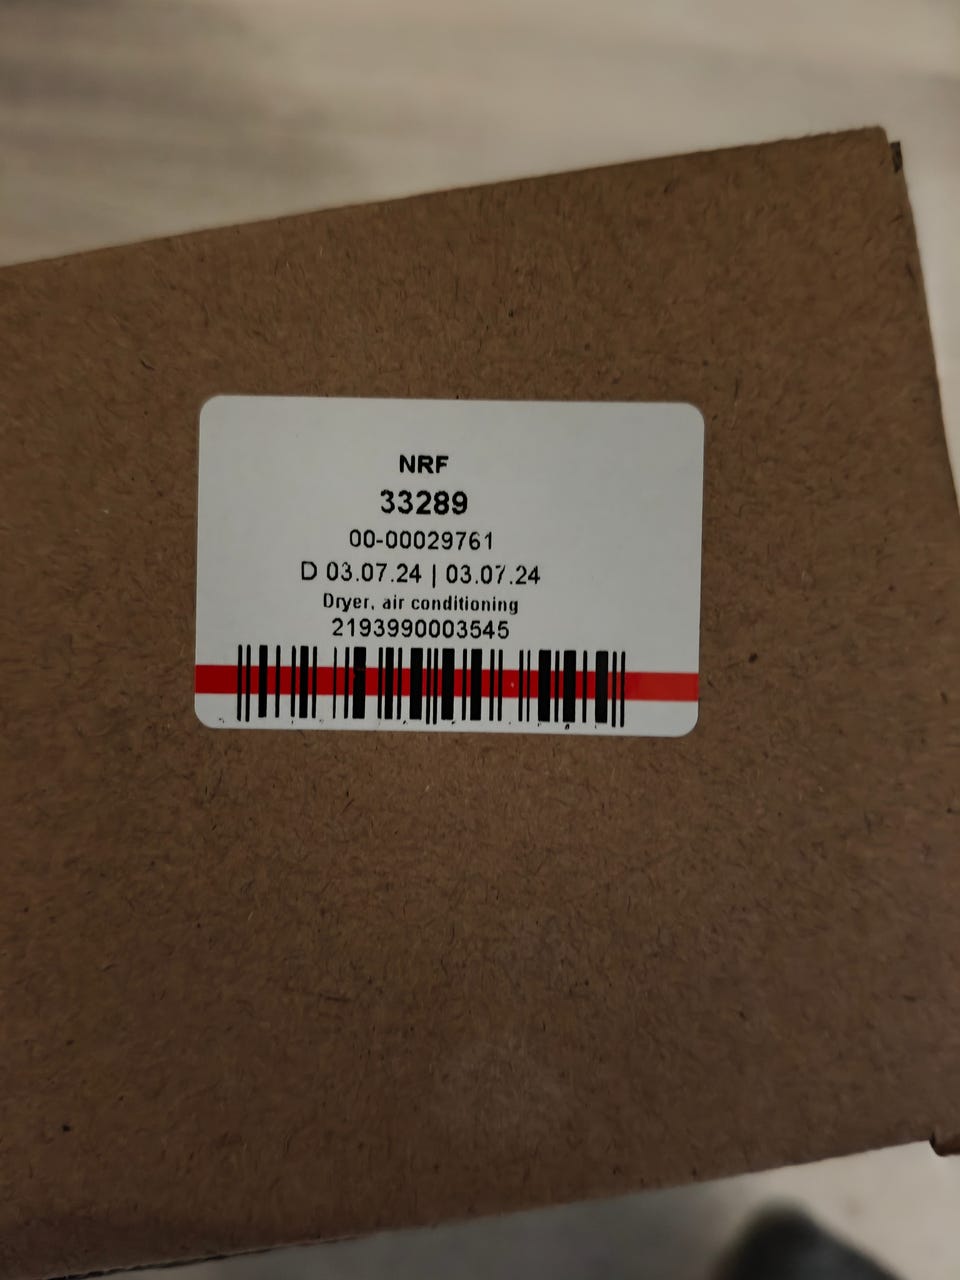 NRF
33289
00-00029761
D 03.07.24 | 03.07.24
Dryer, air conditioning
2193990003545